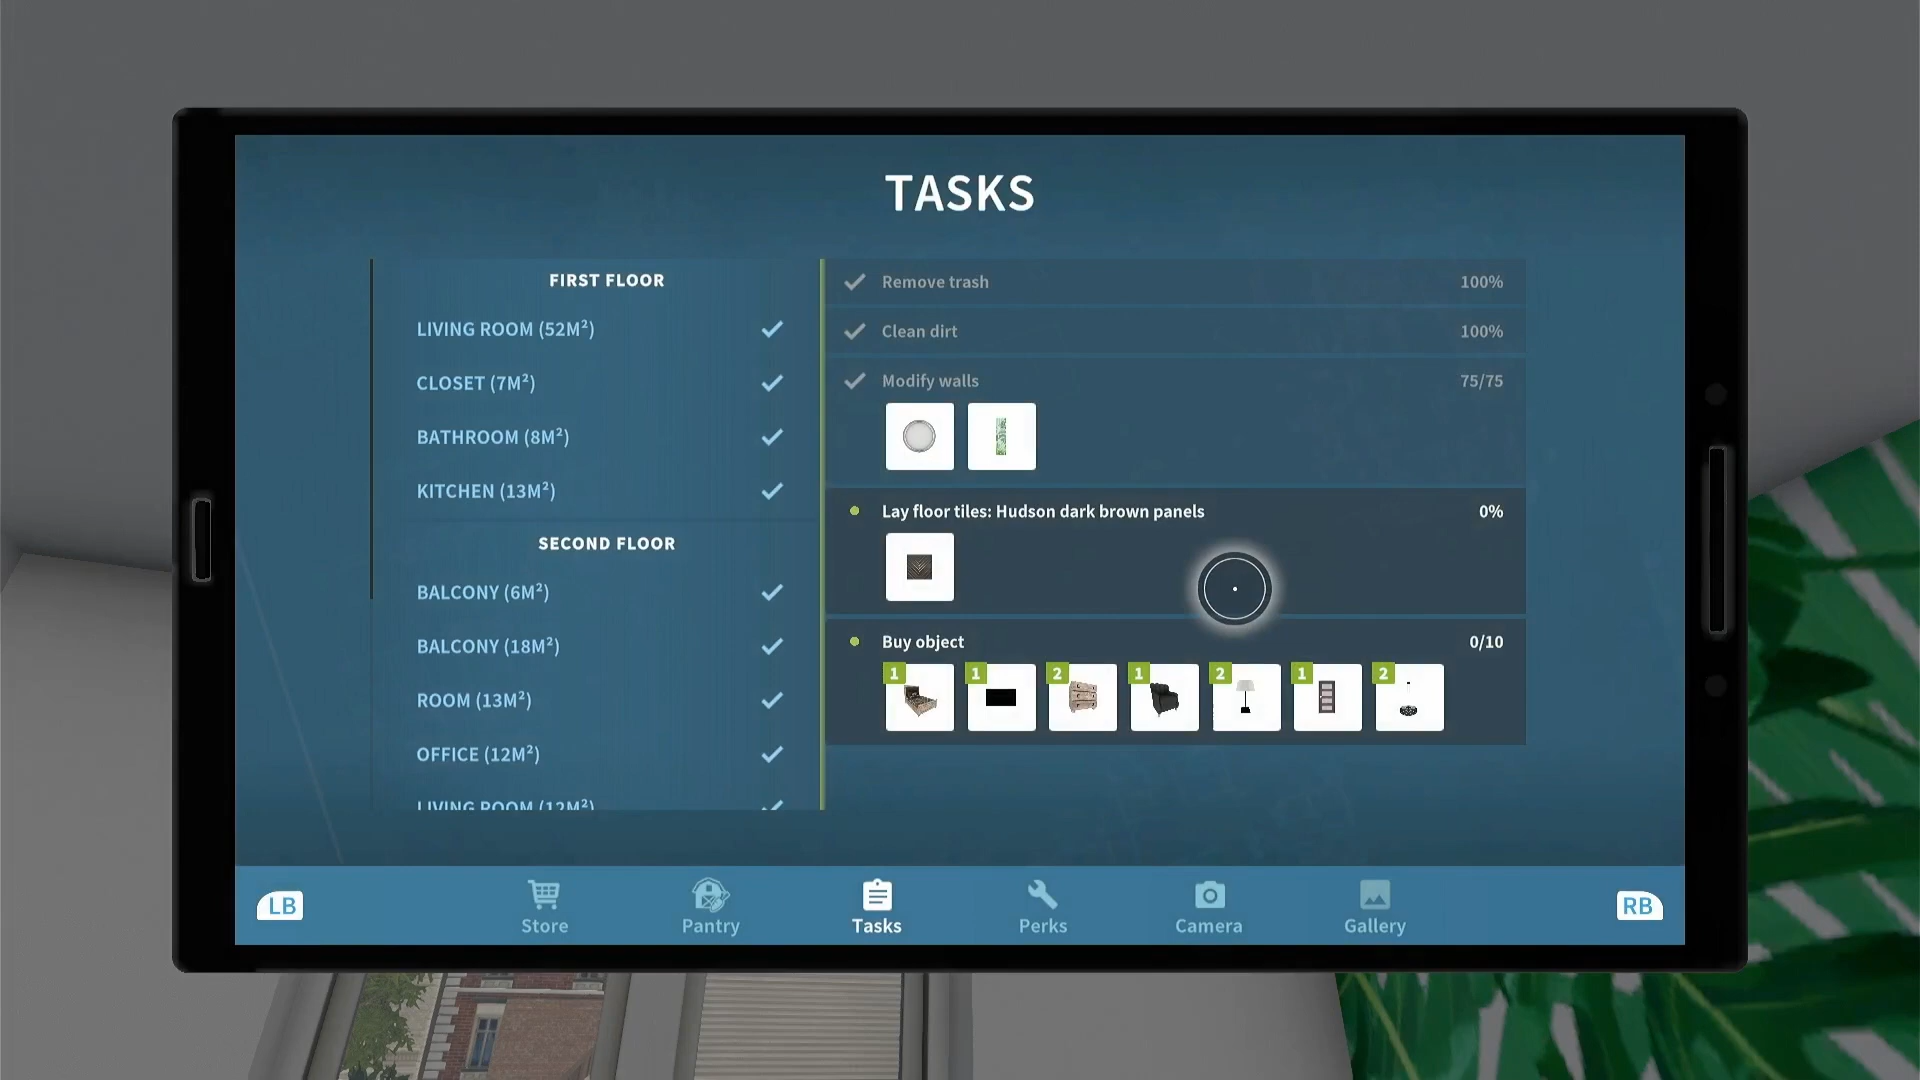 TASKS
FIRST FLOOR
LIVING ROOM (52M²)
CLOSET (7M²)
BATHROOM (8M²)
KITCHEN (13M²)
SECOND FLOOR
BALCONY (6M²)
BALCONY (18M²)
ROOM (13M²)
OFFICE (12M²)
LIVING ROOM (12M²)
Remove trash 100%
Clean dirt 100%
Modify walls 75/75
Lay floor tiles: Hudson dark brown panels 0%
Buy object 0/10
1 1 2 1 2 1 2
LB Store Pantry Tasks Perks Camera Gallery RB